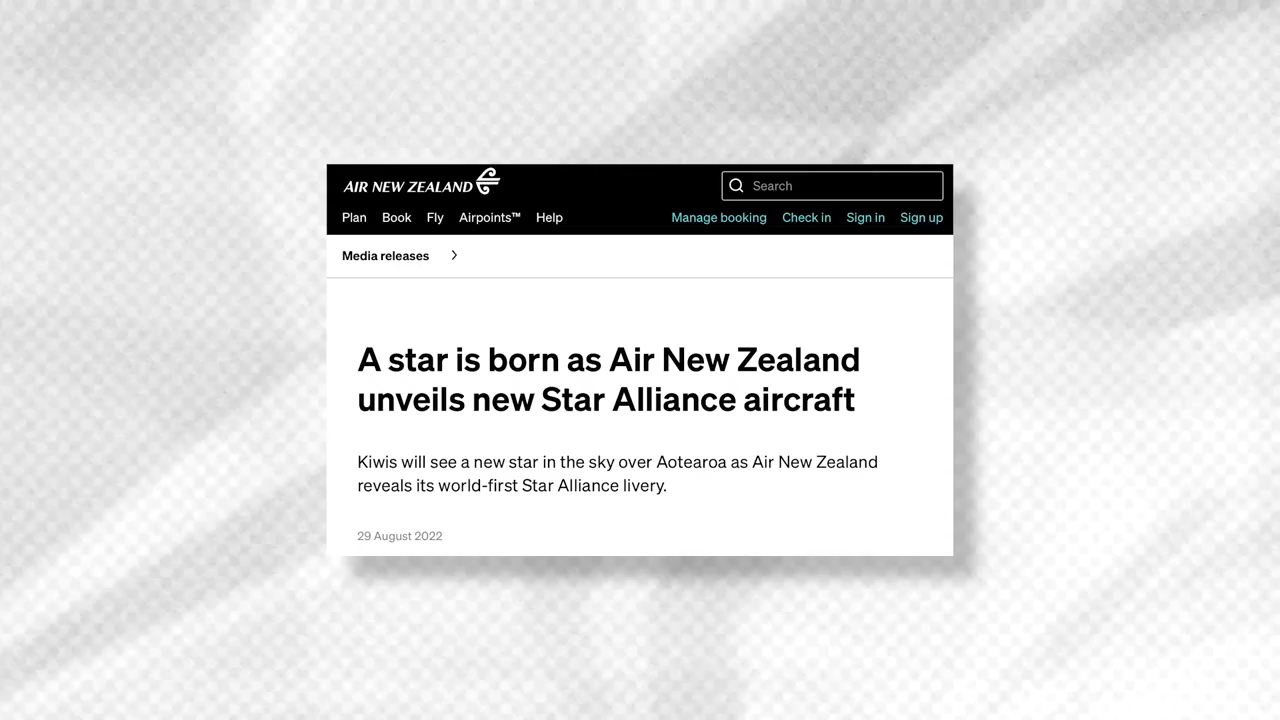 AIR NEW ZEALAND
Search
Plan Book Fly Airpoints™ Help Manage booking Check in Sign in Sign up
Media releases
A star is born as Air New Zealand
unveils new Star Alliance aircraft
Kiwis will see a new star in the sky over Aotearoa as Air New Zealand
reveals its world-first Star Alliance livery.
29 August 2022